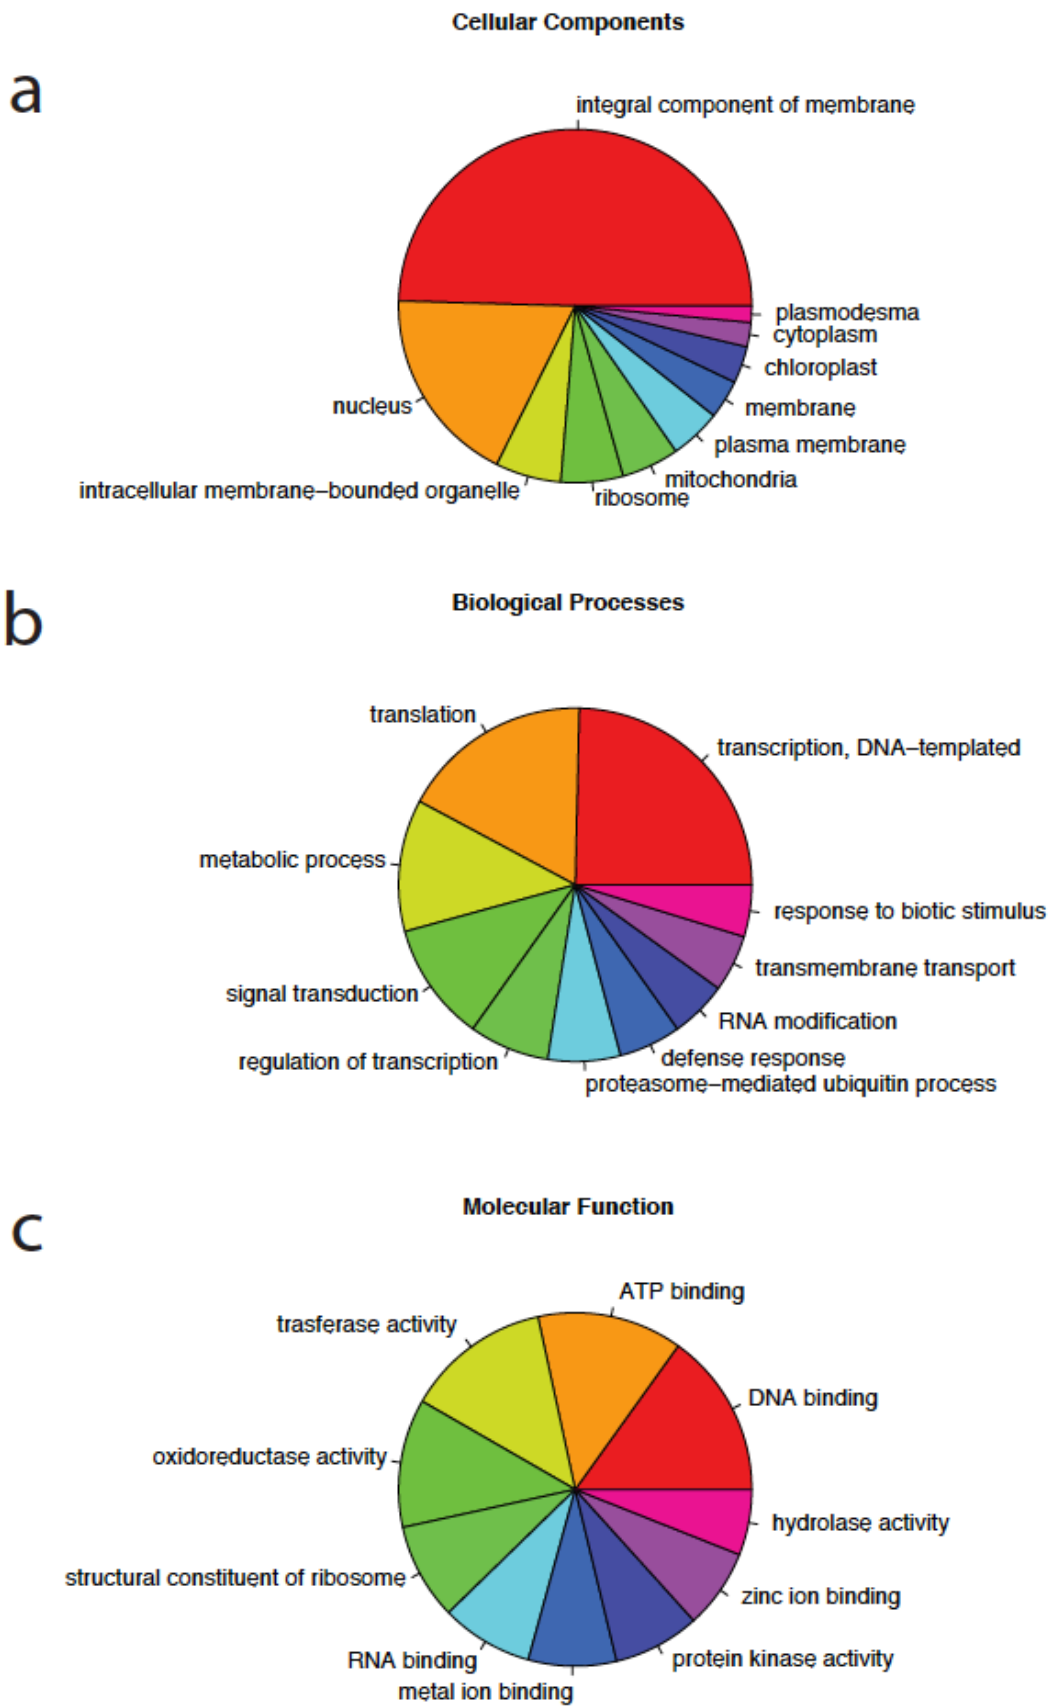 Cellular Components
a
integral component of membrane
plasmodesma
cytoplasm
chloroplast
membrane
nucleus
plasma membrane
mitochondria
intracellular membrane–bounded organelle
ribosome
b
Biological Processes
translation
transcription, DNA–templated
metabolic process
response to biotic stimulus
transmembrane transport
signal transduction
RNA modification
regulation of transcription
defense response
proteasome–mediated ubiquitin process
c
Molecular Function
ATP binding
trasferase activity
DNA binding
oxidoreductase activity
hydrolase activity
structural constituent of ribosome
zinc ion binding
RNA binding
protein kinase activity
metal ion binding